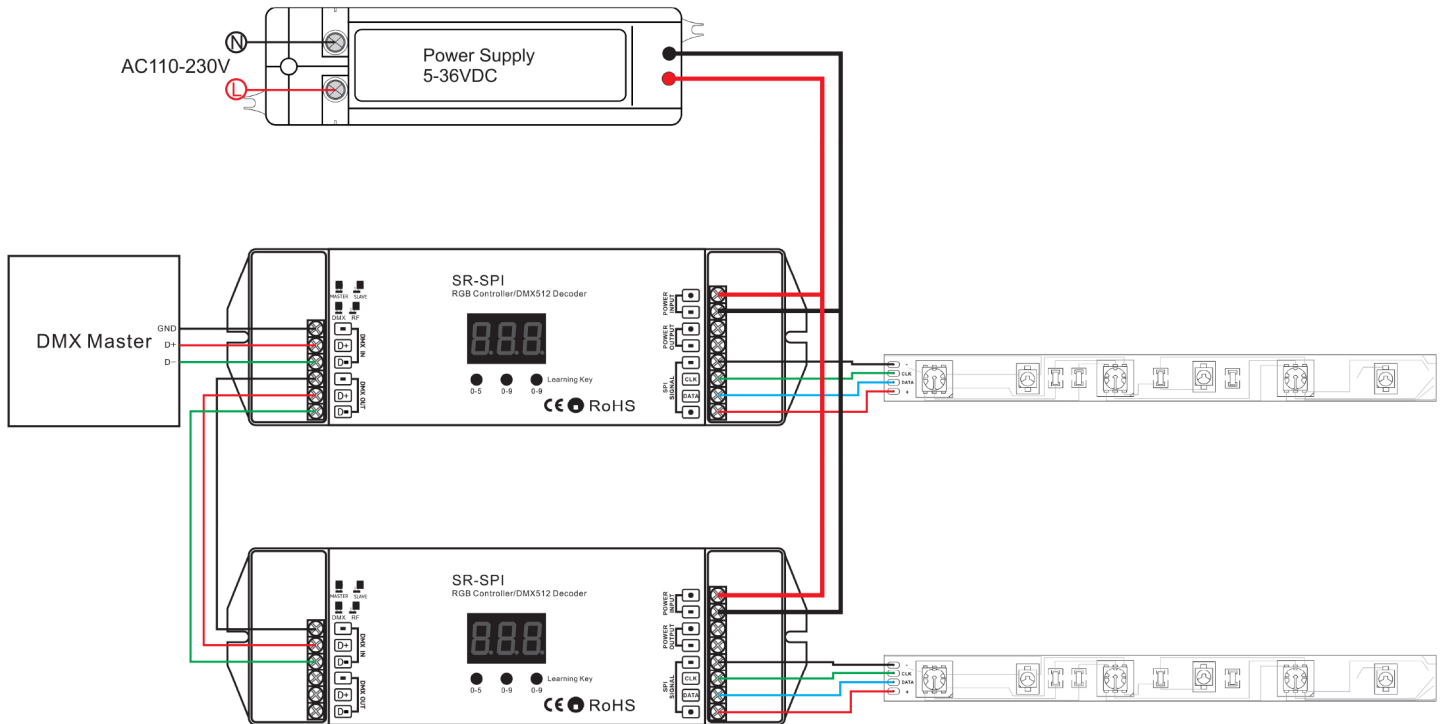 N
AC110-230V
L
Power Supply
5-36VDC
DMX Master
GND
D+
D−
SR-SPI
RGB Controller/DMX512 Decoder
MASTER
SLAVE
DMX
RF
DMX IN
D+
D
DMX OUT
D+
D
888.
Learning Key
0-5
0-9
0-9
CE RoHS
POWER
INPUT
POWER
OUTPUT
SPI
SIGNAL
CLK
DATA
-
CLK
DATA
+
SR-SPI
RGB Controller/DMX512 Decoder
MASTER
SLAVE
DMX
RF
DMX IN
D+
D
DMX OUT
D+
D
888.
Learning Key
0-5
0-9
0-9
CE RoHS
POWER
INPUT
POWER
OUTPUT
SPI
SIGNAL
CLK
DATA
-
CLK
DATA
+